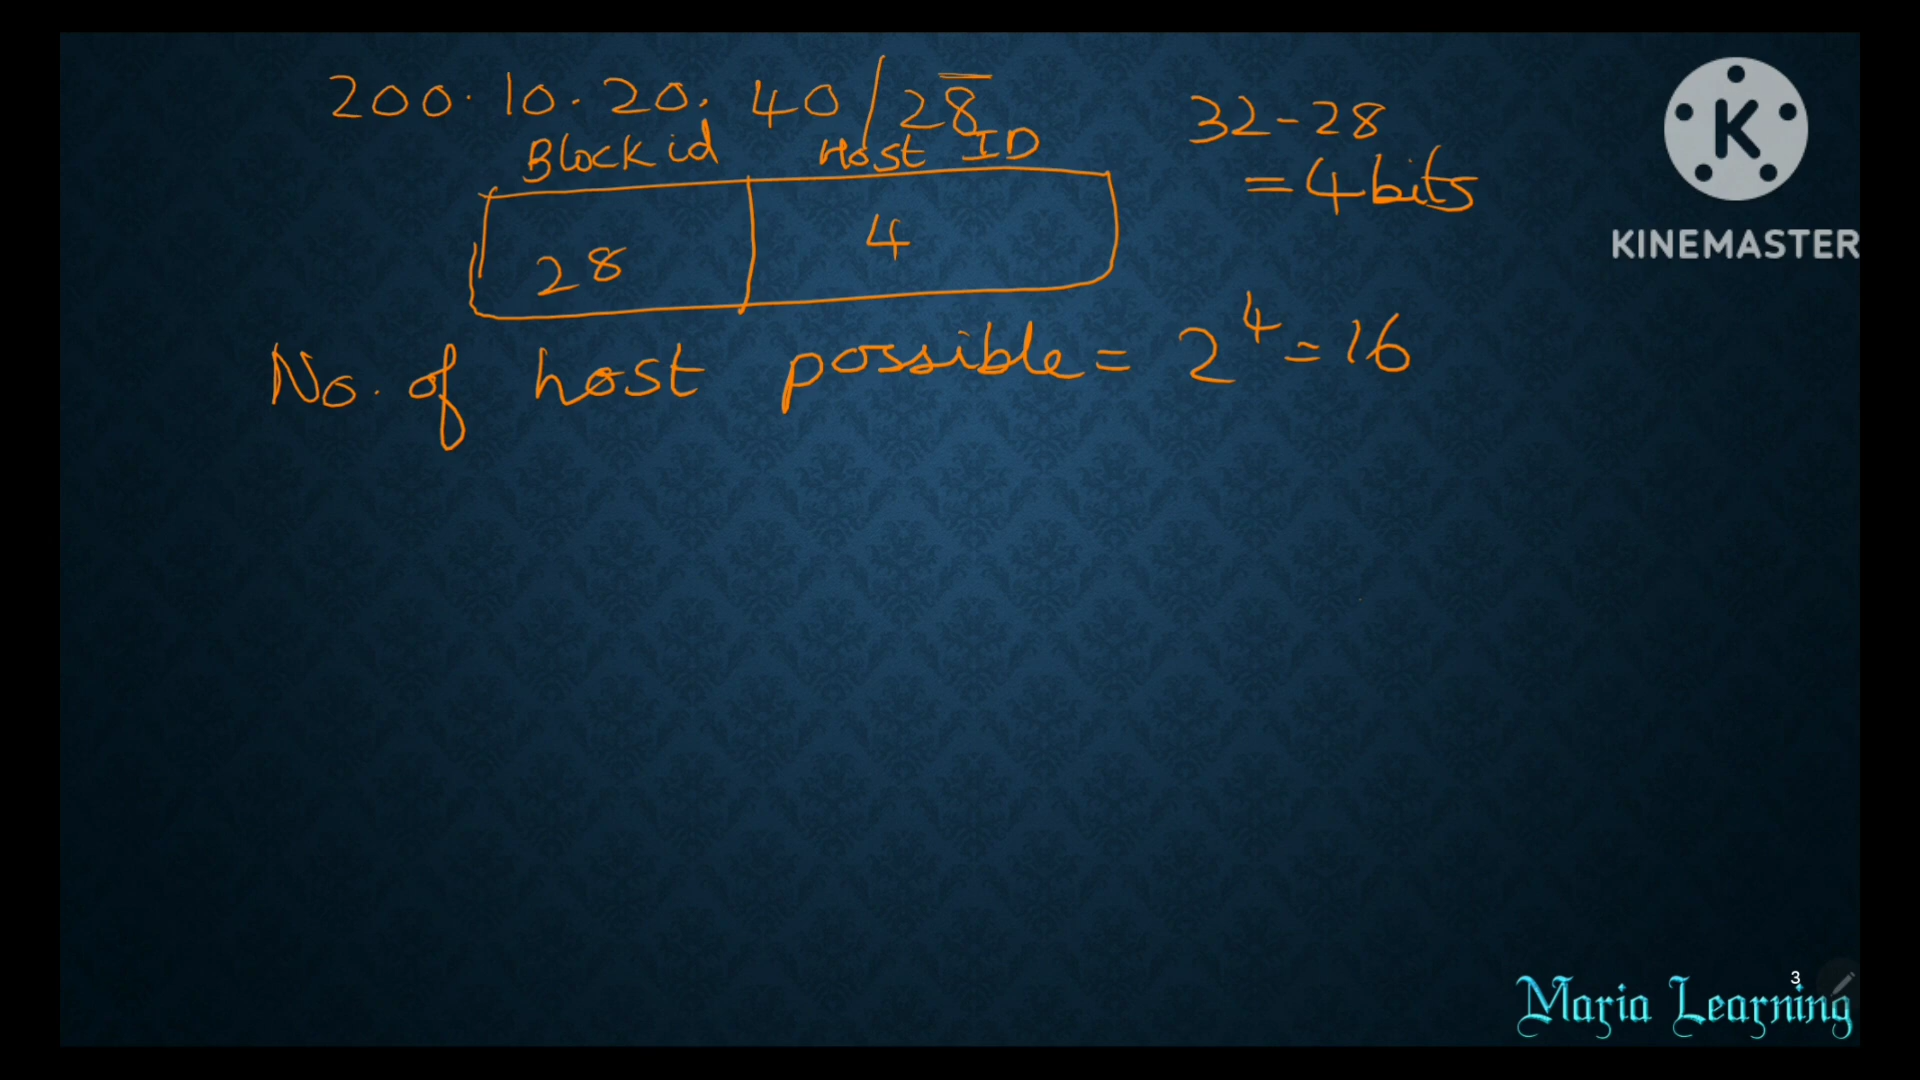 200.10.20.40/28
32-28
= 4 bits
Block id Host ID
28 4
No. of host possible = 2⁴ = 16
K
KINEMASTER
3
Maria Learning